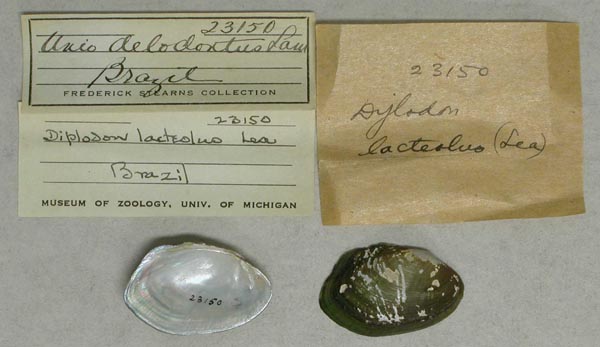 23150
Unio delodontus Lam
Brazil
FREDERICK STEARNS COLLECTION
23150
Diplodon lacteolus Lea
Brazil
MUSEUM OF ZOOLOGY, UNIV. OF MICHIGAN
23150
Diplodon
lacteolus (Lea)
23150